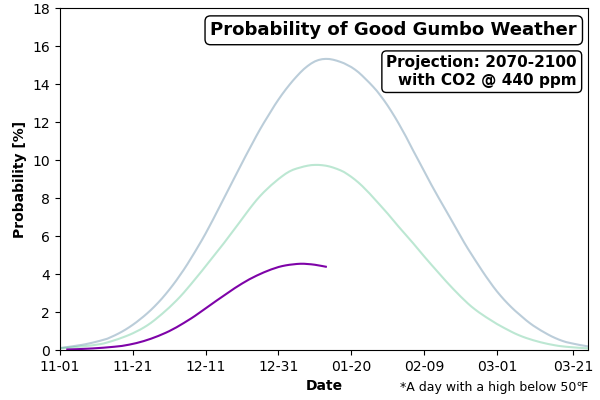 Probability of Good Gumbo Weather
Projection: 2070-2100
with CO2 @ 440 ppm
Probability [%]
18
16
14
12
10
8
6
4
2
0
11-01 11-21 12-11 12-31 01-20 02-09 03-01 03-21
Date
*A day with a high below 50°F